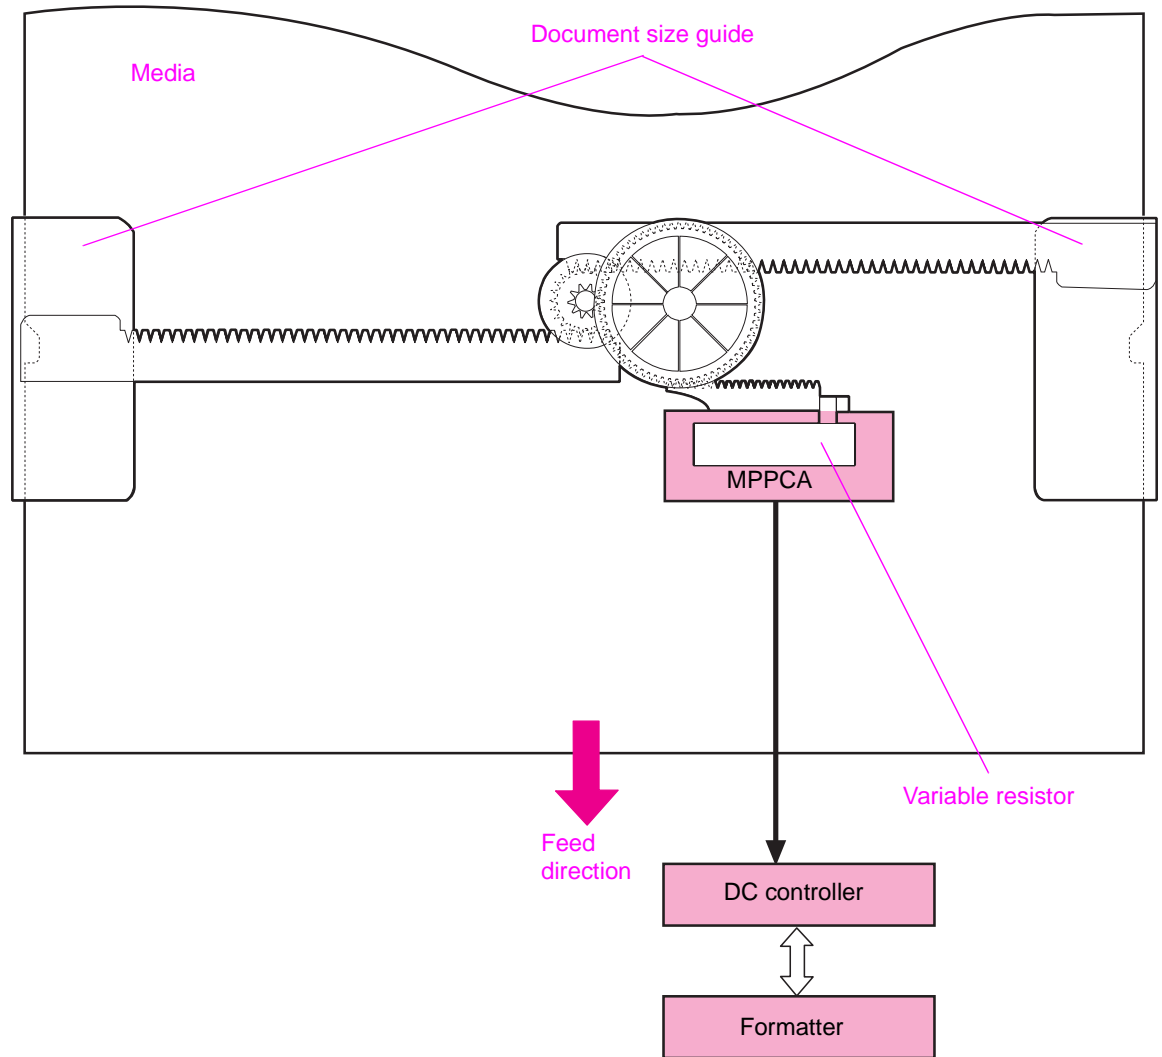 Document size guide
Media
MPPCA
Variable resistor
Feed
direction
DC controller
Formatter